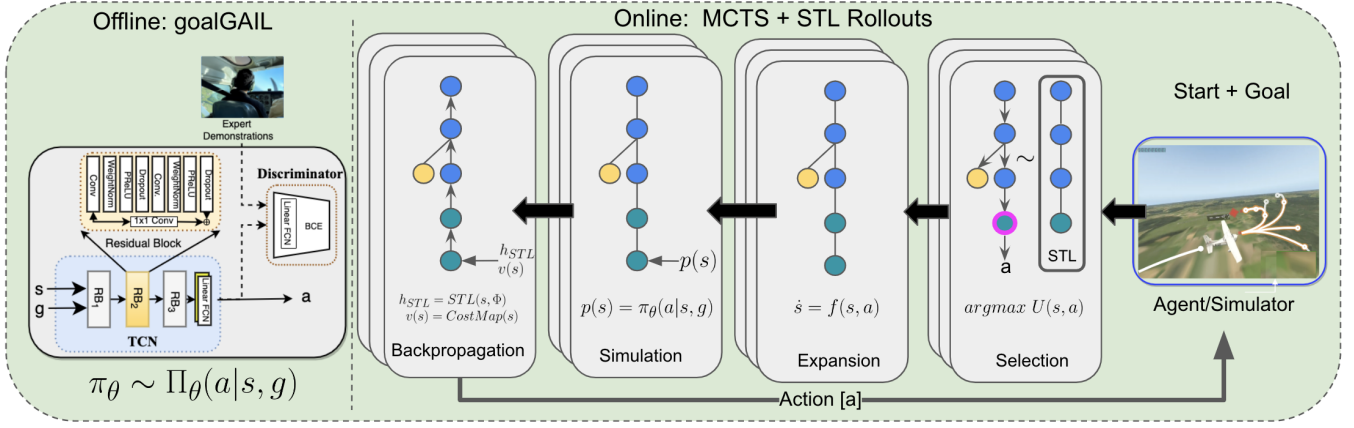 Offline: goalGAIL
Online: MCTS + STL Rollouts
Expert
Demonstrations
Conv
WeightNorm
PReLU
Dropout
Conv.
WeightNorm
PReLU
Dropout
1x1 Conv
Residual Block
Discriminator
Linear FCN
BCE
s
g
RB1
RB2
RB3
Linear FCN
a
TCN
πθ ∼ Πθ(a|s, g)
hSTL
v(s)
hSTL = STL(s, Φ)
v(s) = CostMap(s)
Backpropagation
p(s)
p(s) = πθ(a|s, g)
Simulation
ṡ = f(s, a)
Expansion
∼
STL
a
argmax U(s, a)
Selection
Start + Goal
Agent/Simulator
Action [a]